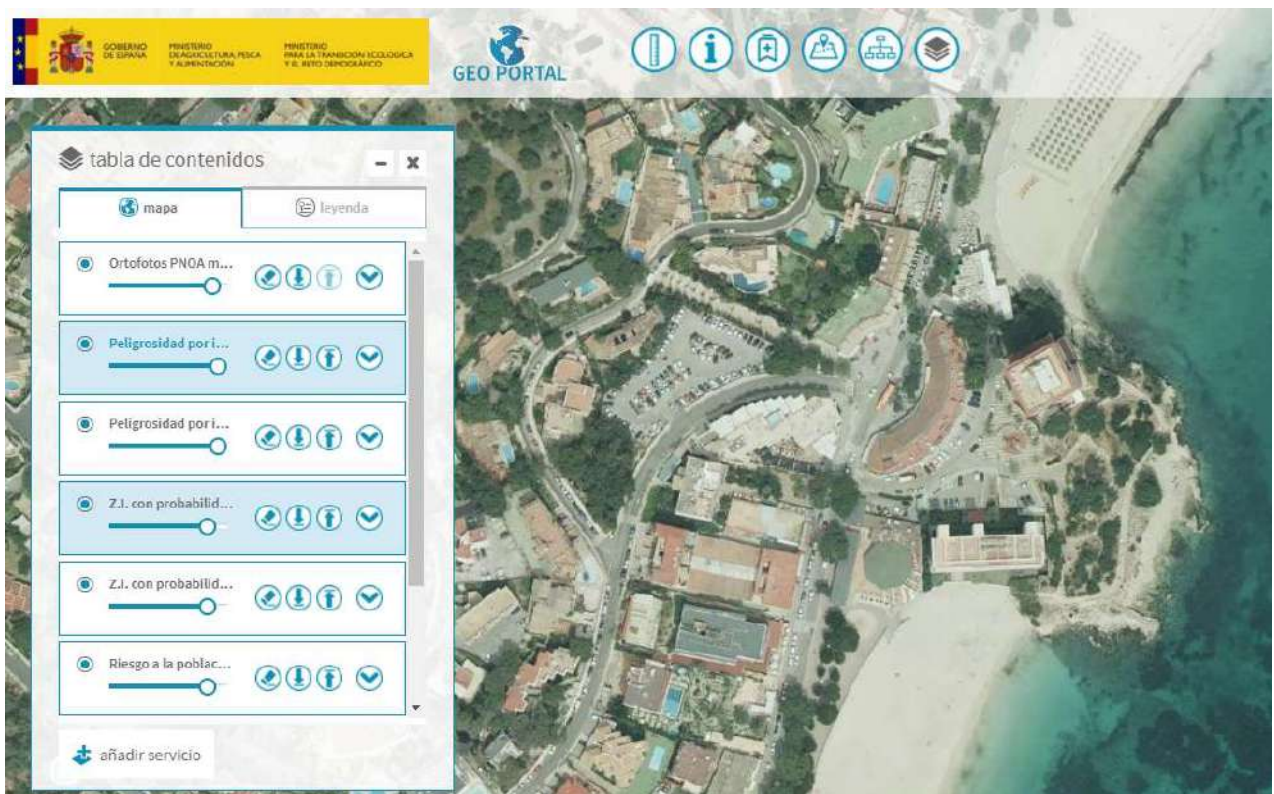 GOBIERNO
DE ESPAÑA
MINISTERIO
DE AGRICULTURA, PESCA
Y ALIMENTACIÓN
MINISTERIO
PARA LA TRANSICIÓN ECOLÓGICA
Y EL RETO DEMOGRÁFICO
GEO PORTAL
tabla de contenidos
mapa
leyenda
Ortofotos PNOA m...
Peligrosidad por i...
Peligrosidad por i...
Z.I. con probabilid...
Z.I. con probabilid...
Riesgo a la poblac...
añadir servicio